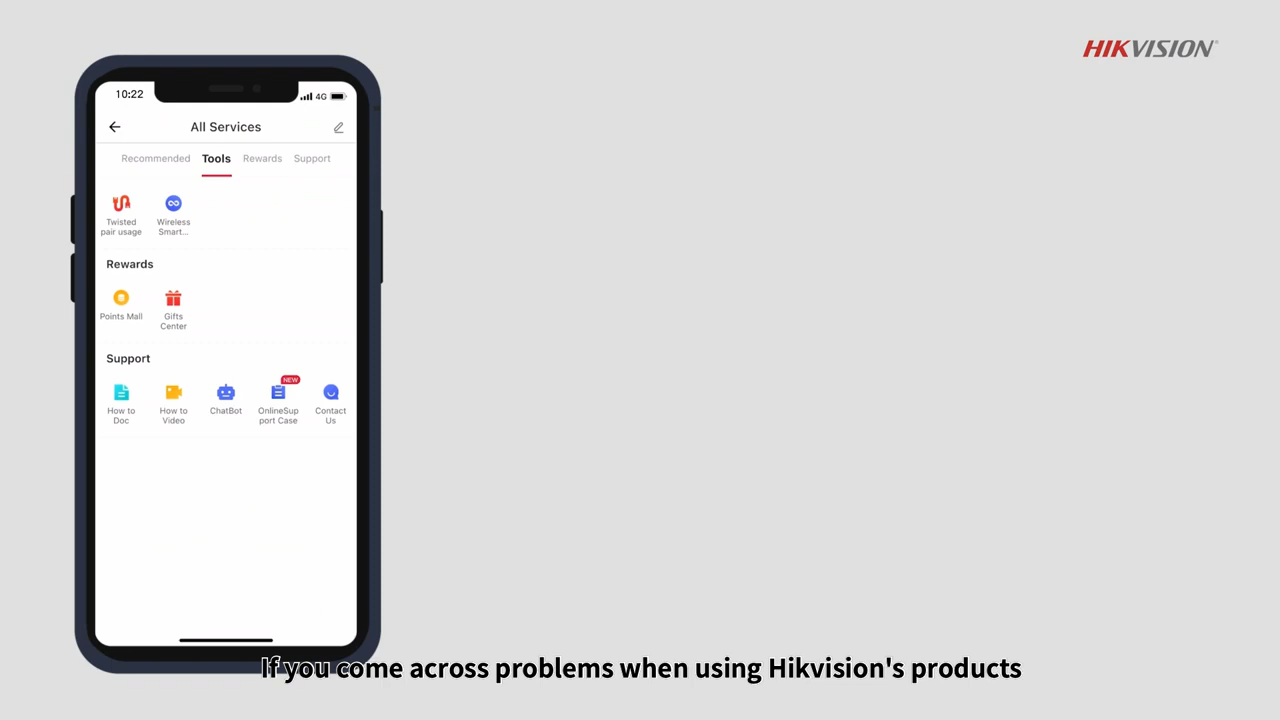 HIKVISION
10:22
4G
All Services
Recommended Tools Rewards Support
Twisted
pair usage
Wireless
Smart...
Rewards
Points Mall
Gifts
Center
Support
How to
Doc
How to
Video
ChatBot
NEW
OnlineSup
port Case
Contact
Us
If you come across problems when using Hikvision's products